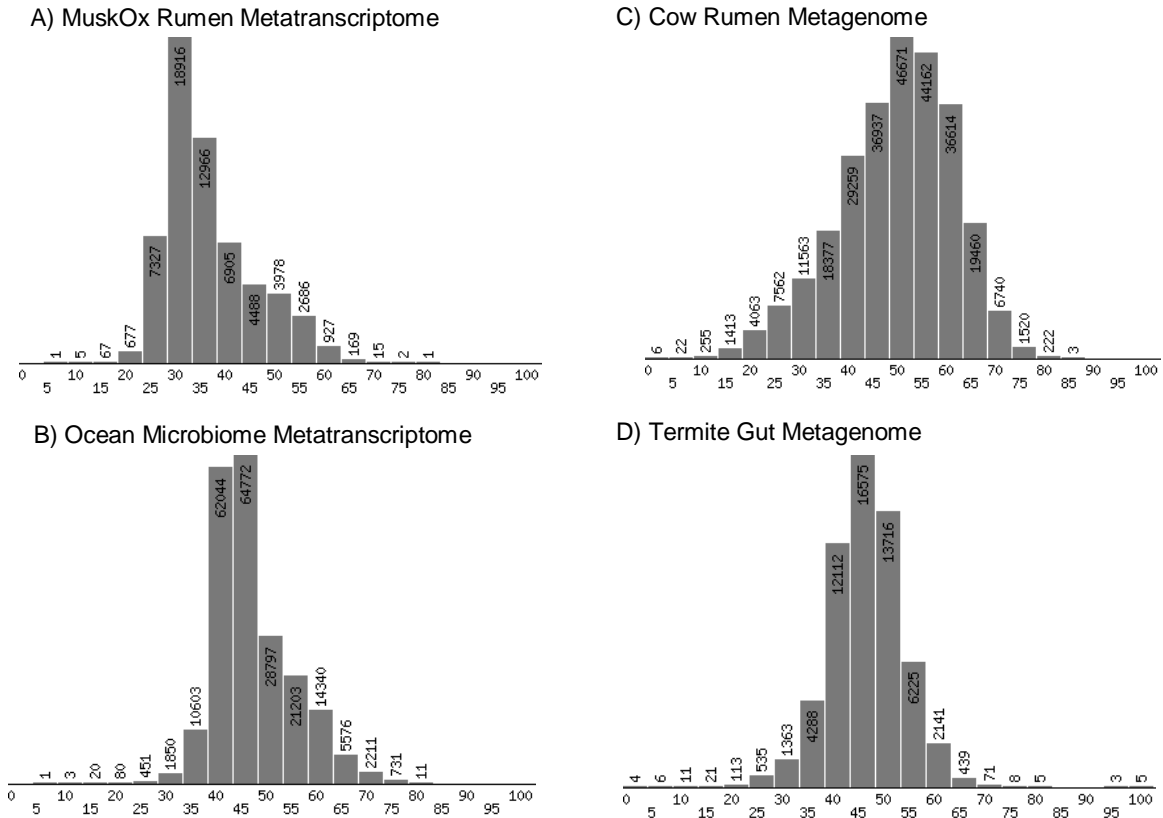 A) MuskOx Rumen Metatranscriptome
1 5 67 677 7327 18916 12966 6905 4488 3978 2686 927 169 15 2 1
0 10 20 30 40 50 60 70 80 90 100
5 15 25 35 45 55 65 75 85 95
B) Ocean Microbiome Metatranscriptome
1 3 20 80 451 1850 10603 62044 64772 28797 21203 14340 5576 2211 731 11
0 10 20 30 40 50 60 70 80 90 100
5 15 25 35 45 55 65 75 85 95
C) Cow Rumen Metagenome
6 22 255 1413 4063 7562 11563 18377 29259 36937 46671 44162 36614 19460 6740 1520 222 3
0 10 20 30 40 50 60 70 80 90 100
5 15 25 35 45 55 65 75 85 95
D) Termite Gut Metagenome
4 6 11 21 113 535 1363 4288 12112 16575 13716 6225 2141 439 71 8 5 3 5
0 10 20 30 40 50 60 70 80 90 100
5 15 25 35 45 55 65 75 85 95